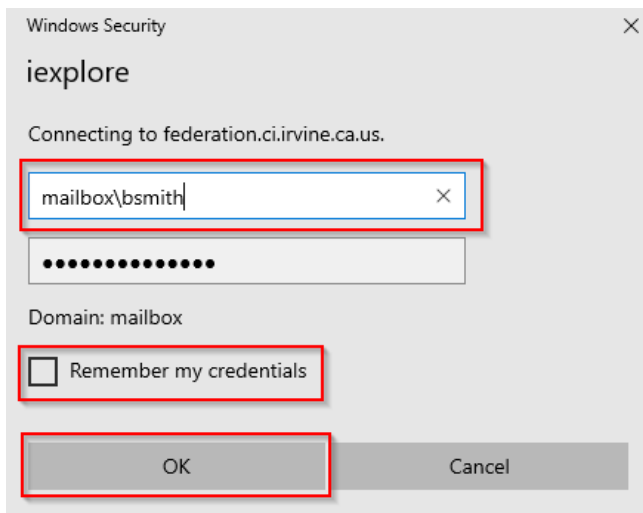 Windows Security
iexplore
Connecting to federation.ci.irvine.ca.us.
mailbox\bsmith
●●●●●●●●●●●●●●
Domain: mailbox
Remember my credentials
OK Cancel